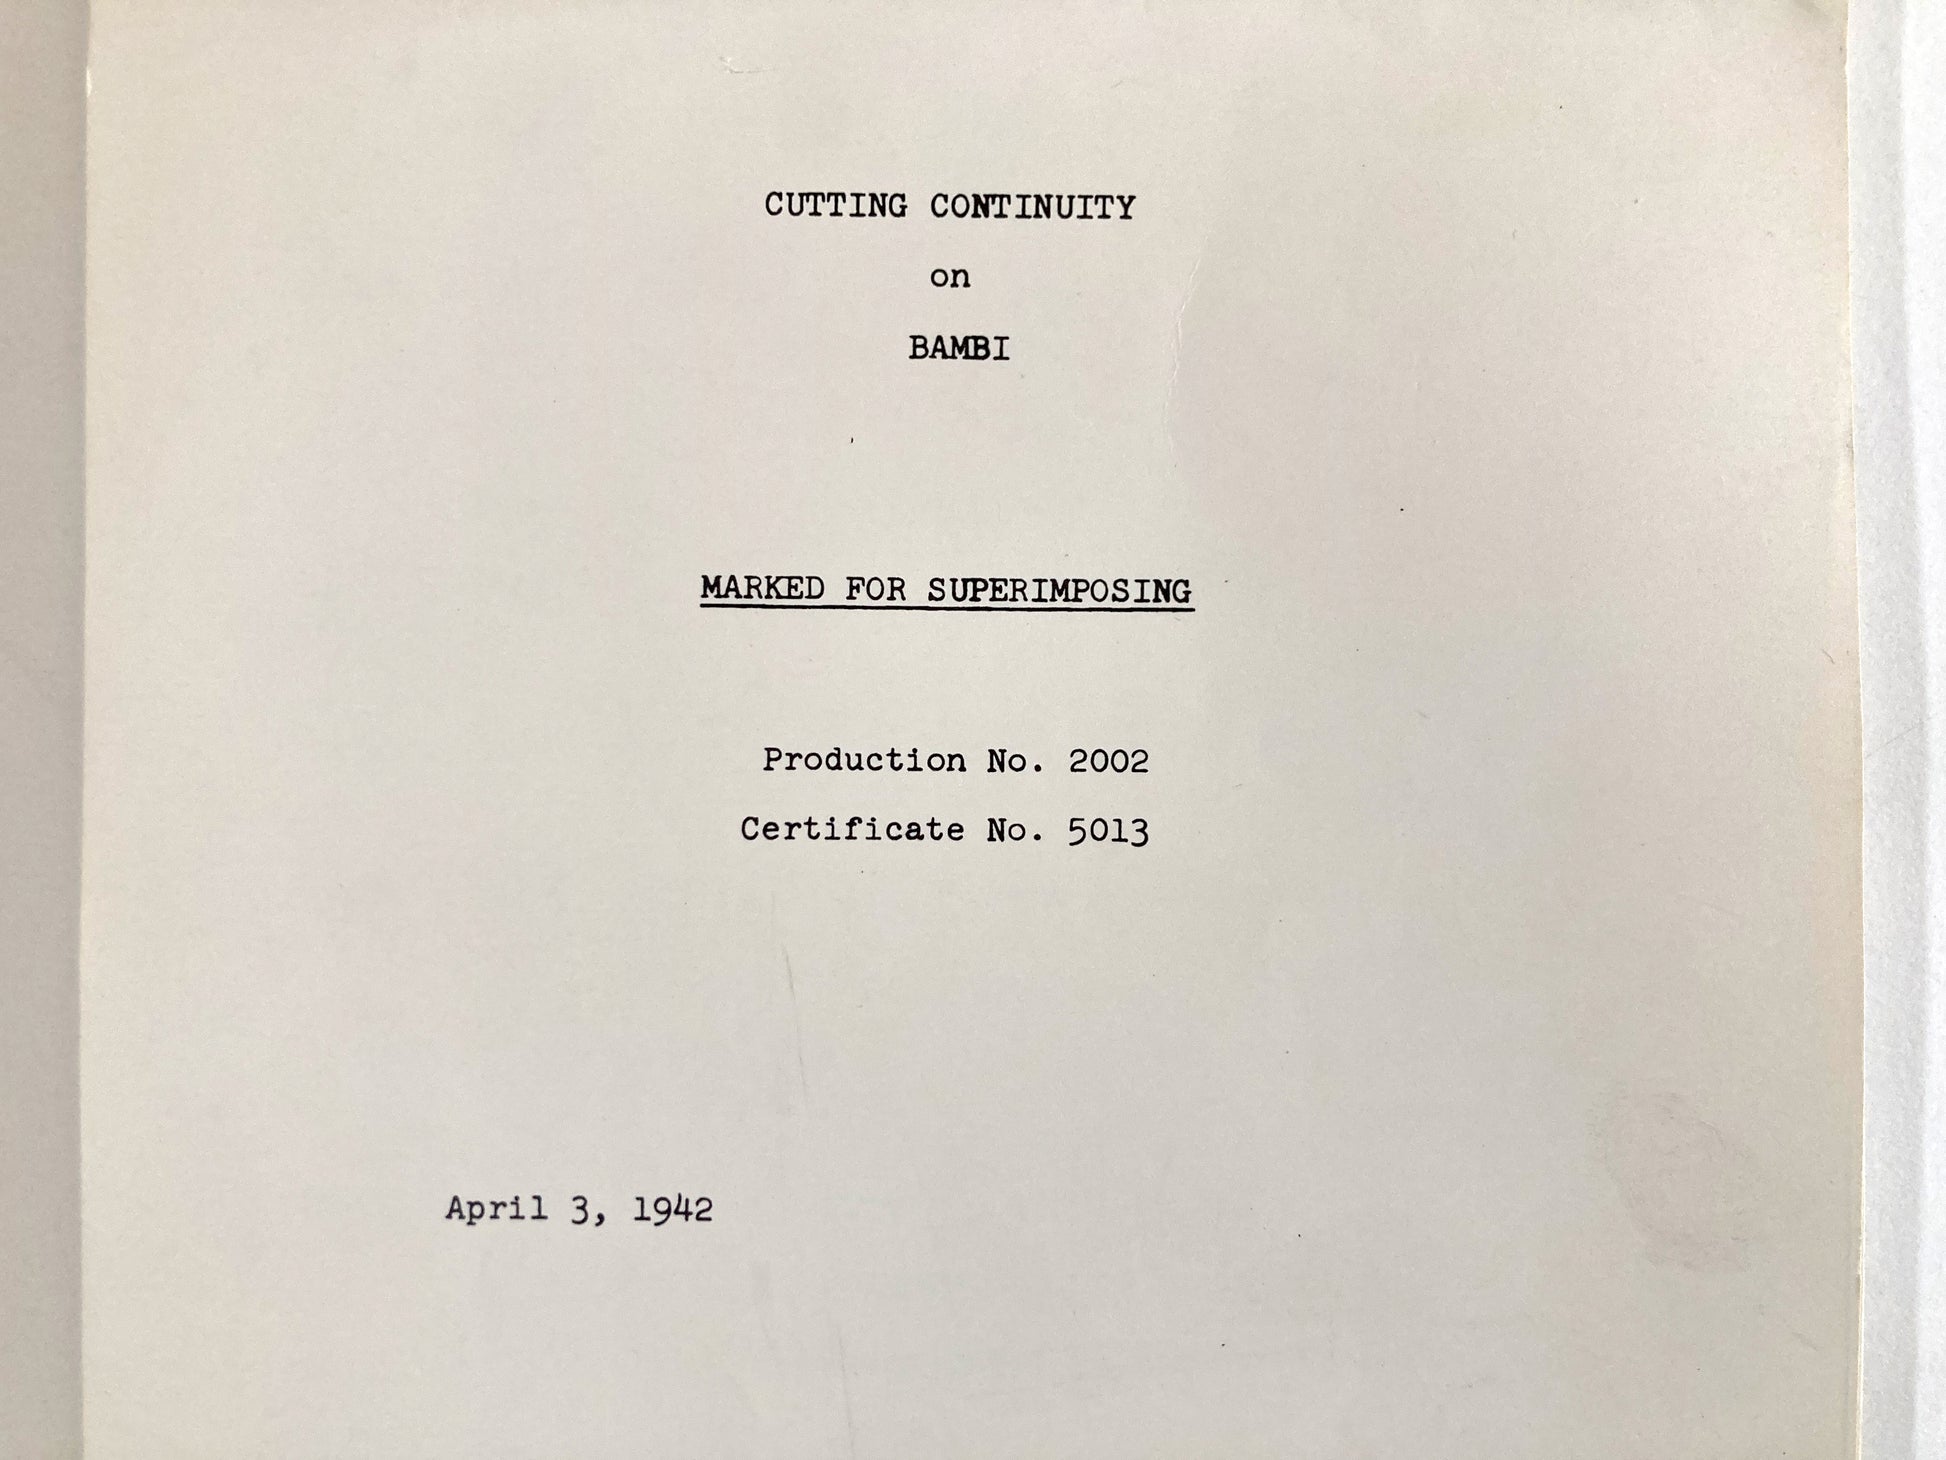 CUTTING CONTINUITY
on
BAMBI
MARKED FOR SUPERIMPOSING
Production No. 2002
Certificate No. 5013
April 3, 1942